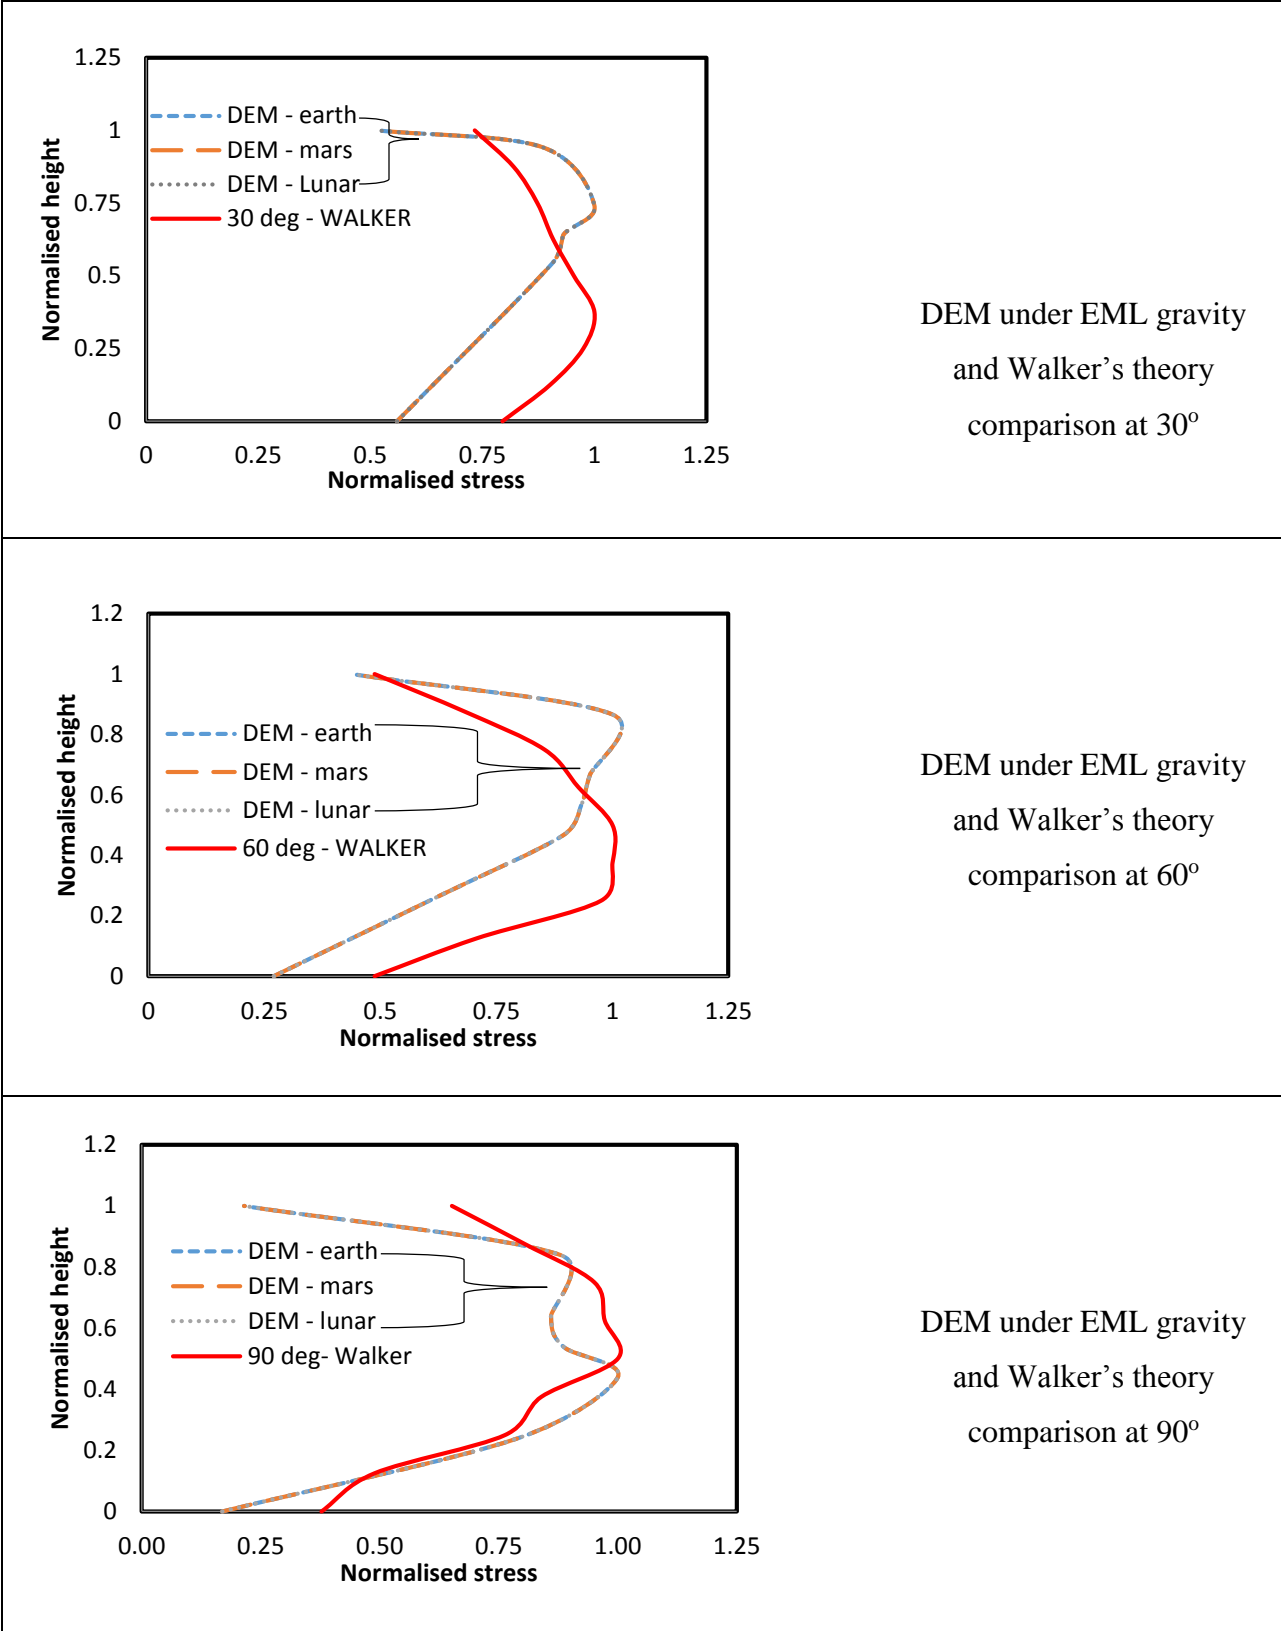 1.25
1
0.75
0.5
0.25
0
Normalised height
DEM - earth
DEM - mars
DEM - Lunar
30 deg - WALKER
0 0.25 0.5 0.75 1 1.25
Normalised stress
DEM under EML gravity
and Walker's theory
comparison at 30º
1.2
1
0.8
0.6
0.4
0.2
0
Normalised height
DEM - earth
DEM - mars
DEM - lunar
60 deg - WALKER
0 0.25 0.5 0.75 1 1.25
Normalised stress
DEM under EML gravity
and Walker's theory
comparison at 60º
1.2
1
0.8
0.6
0.4
0.2
0
Normalised height
DEM - earth
DEM - mars
DEM - lunar
90 deg- Walker
0.00 0.25 0.50 0.75 1.00 1.25
Normalised stress
DEM under EML gravity
and Walker's theory
comparison at 90º